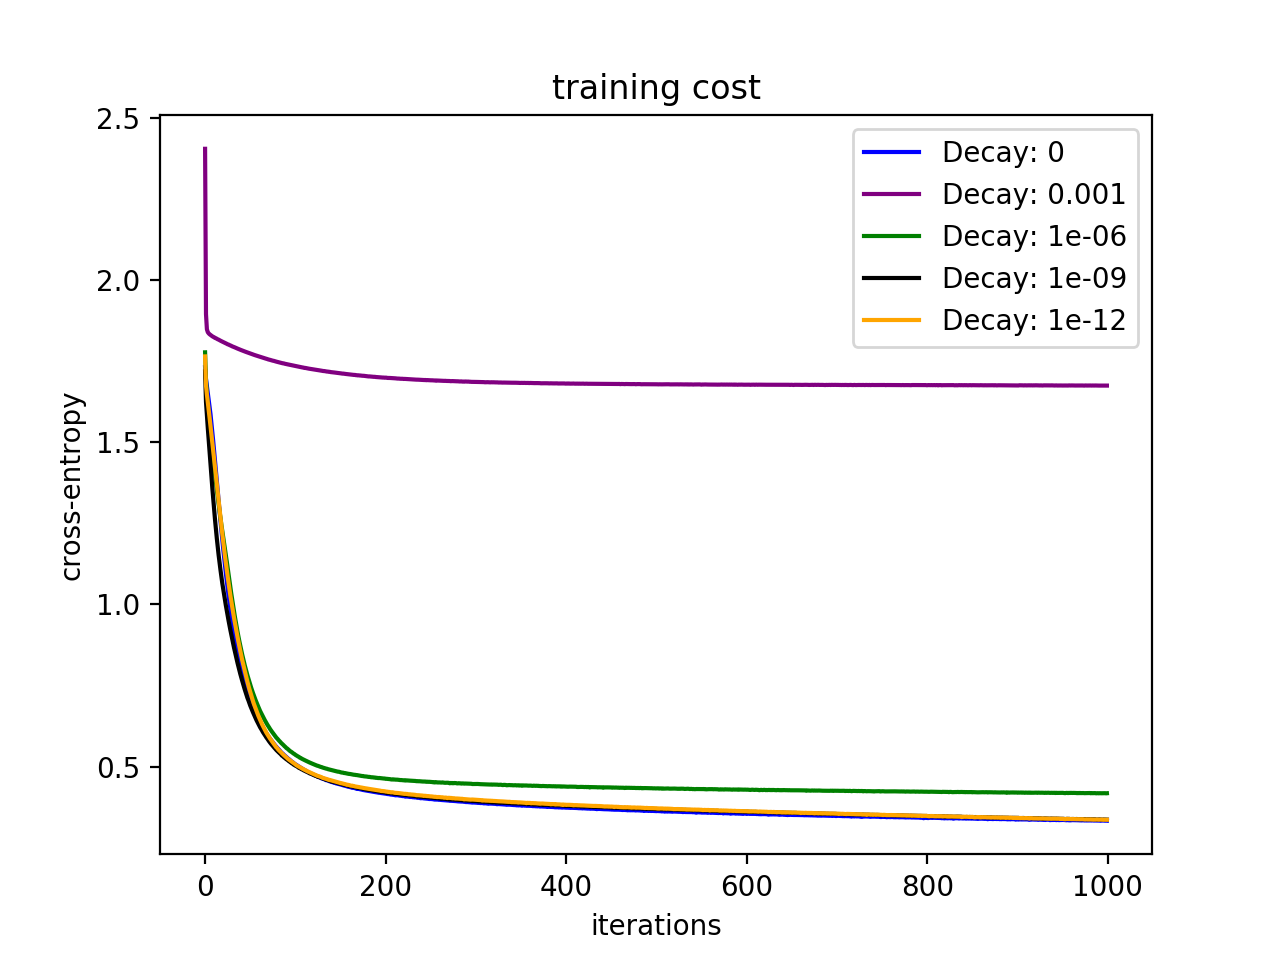 training cost
2.5
2.0
1.5
1.0
0.5
cross-entropy
Decay: 0
Decay: 0.001
Decay: 1e-06
Decay: 1e-09
Decay: 1e-12
0 200 400 600 800 1000
iterations